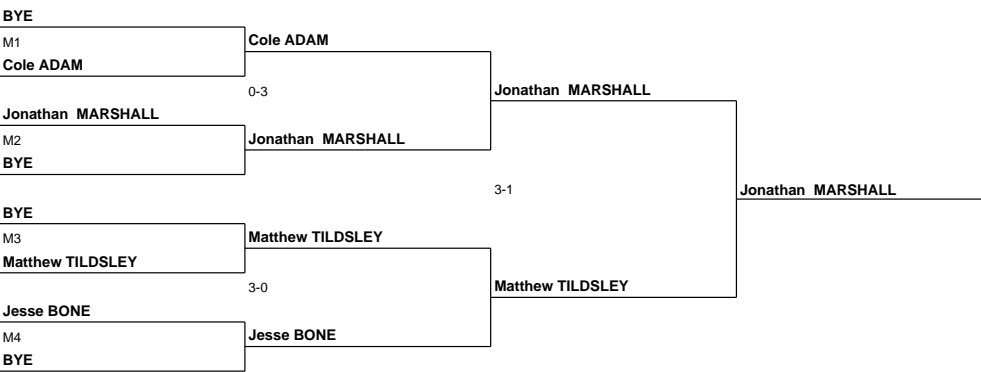 BYE
M1
Cole ADAM
Cole ADAM
0-3
Jonathan MARSHALL
Jonathan MARSHALL
M2
Jonathan MARSHALL
BYE
3-1
Jonathan MARSHALL
BYE
M3
Matthew TILDSLEY
Matthew TILDSLEY
3-0
Matthew TILDSLEY
Jesse BONE
M4
Jesse BONE
BYE